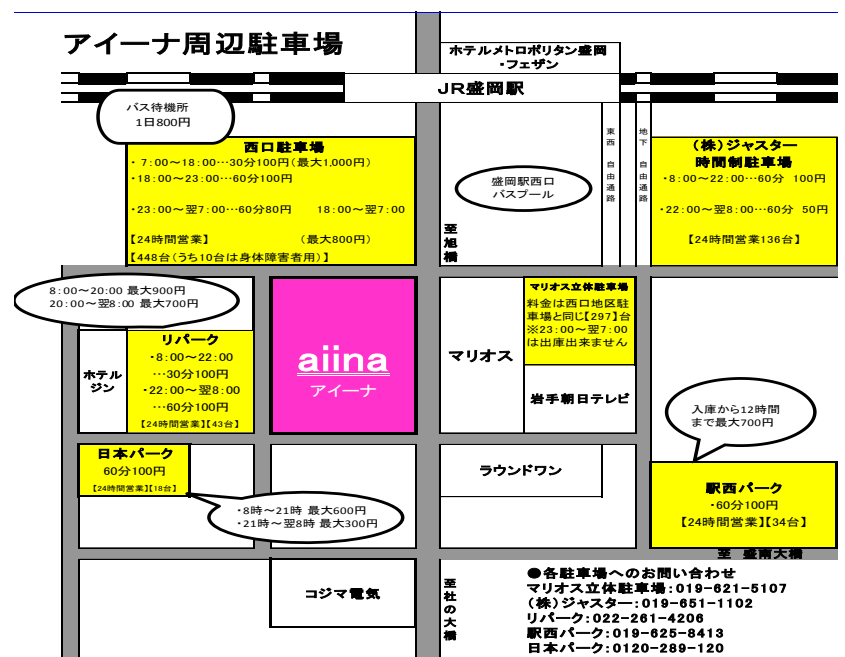 アイーナ周辺駐車場
ホテルメトロポリタン盛岡
・フェザン
JR盛岡駅
バス待機所
1日800円
西口駐車場
・ 7:00～18:00…30分100円(最大1,000円)
・18:00～23:00…60分100円
・23:00～翌7:00…60分80円 18:00～翌7:00
【24時間営業】 (最大800円)
【448台(うち10台は身体障害者用)】
盛岡駅西口
バスプール
東西自由通路
地下自由通路
(株)ジャスター
時間制駐車場
・8:00～22:00…60分 100円
・22:00～翌8:00…60分 50円
【24時間営業136台】
至旭橋
8:00～20:00 最大900円
20:00～翌8:00 最大700円
リパーク
・8:00～22:00
…30分100円
・22:00～翌8:00
…60分100円
【24時間営業】【43台】
ホテル
ジン
aiina
アイーナ
マリオス
マリオス立体駐車場
料金は西口地区駐
車場と同じ【297】台
※23:00～翌7:00
は出庫出来ません
岩手朝日テレビ
入庫から12時間
まで最大700円
日本パーク
60分100円
【24時間営業】【18台】
・8時～21時 最大600円
・21時～翌8時 最大300円
ラウンドワン
駅西パーク
・60分100円
【24時間営業】【34台】
至 盛南大橋
コジマ電気
至杜の大橋
●各駐車場へのお問い合わせ
マリオス立体駐車場:019-621-5107
(株)ジャスター:019-651-1102
リパーク:022-261-4206
駅西パーク:019-625-8413
日本パーク:0120-289-120